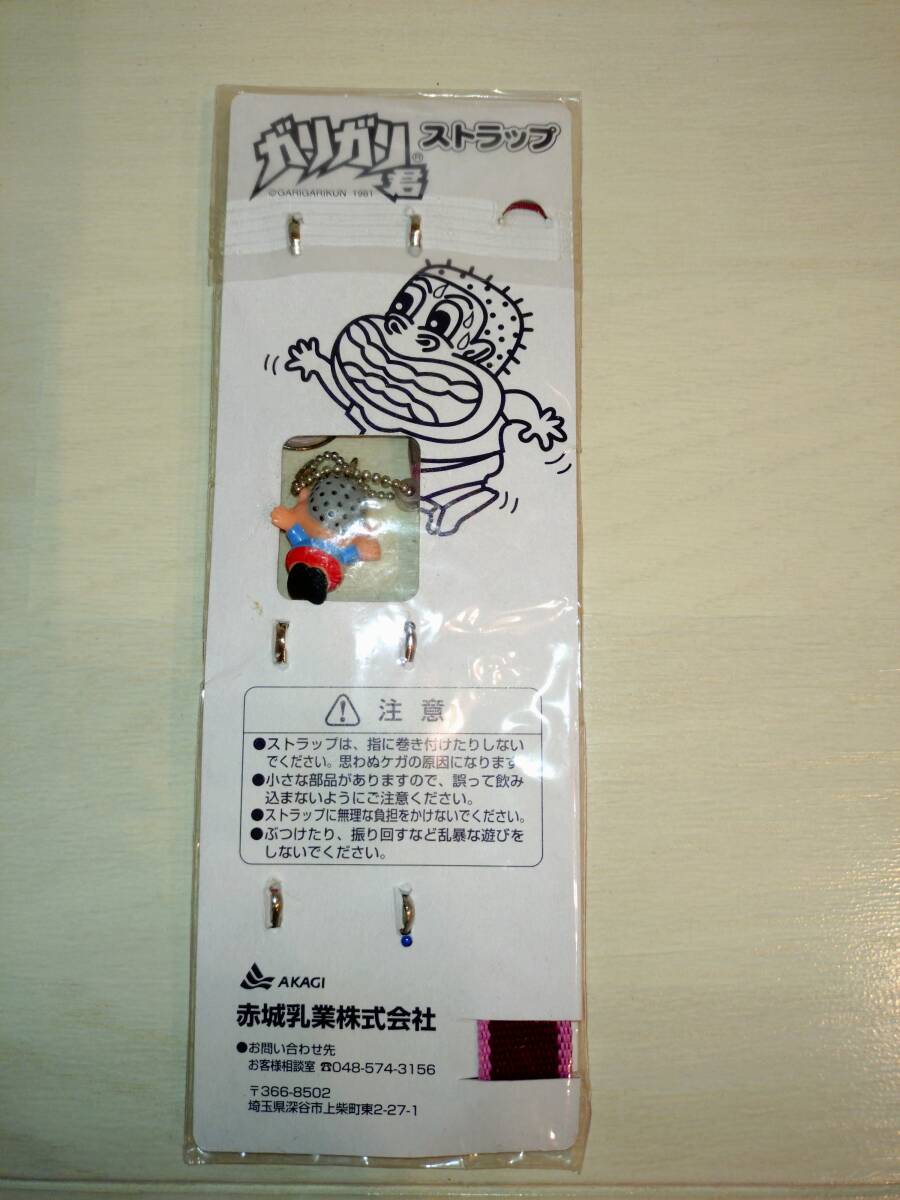 ガリガリ君® ストラップ
©GARIGARIKUN 1981
注意
●ストラップは、指に巻き付けたりしない
でください。思わぬケガの原因になります
●小さな部品がありますので、誤って飲み
込まないようにご注意ください。
●ストラップに無理な負担をかけないでください。
●ぶつけたり、振り回すなど乱暴な遊びを
しないでください。
AKAGI
赤城乳業株式会社
●お問い合わせ先
お客様相談室 ☎048-574-3156
〒366-8502
埼玉県深谷市上柴町東2-27-1